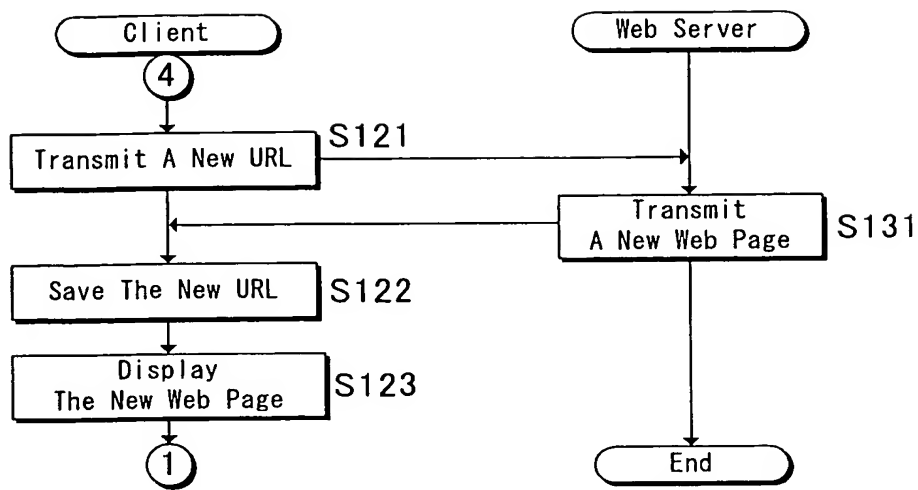 Client
Web Server
4
Transmit A New URL
S121
Transmit
A New Web Page
S131
Save The New URL
S122
Display
The New Web Page
S123
1
End